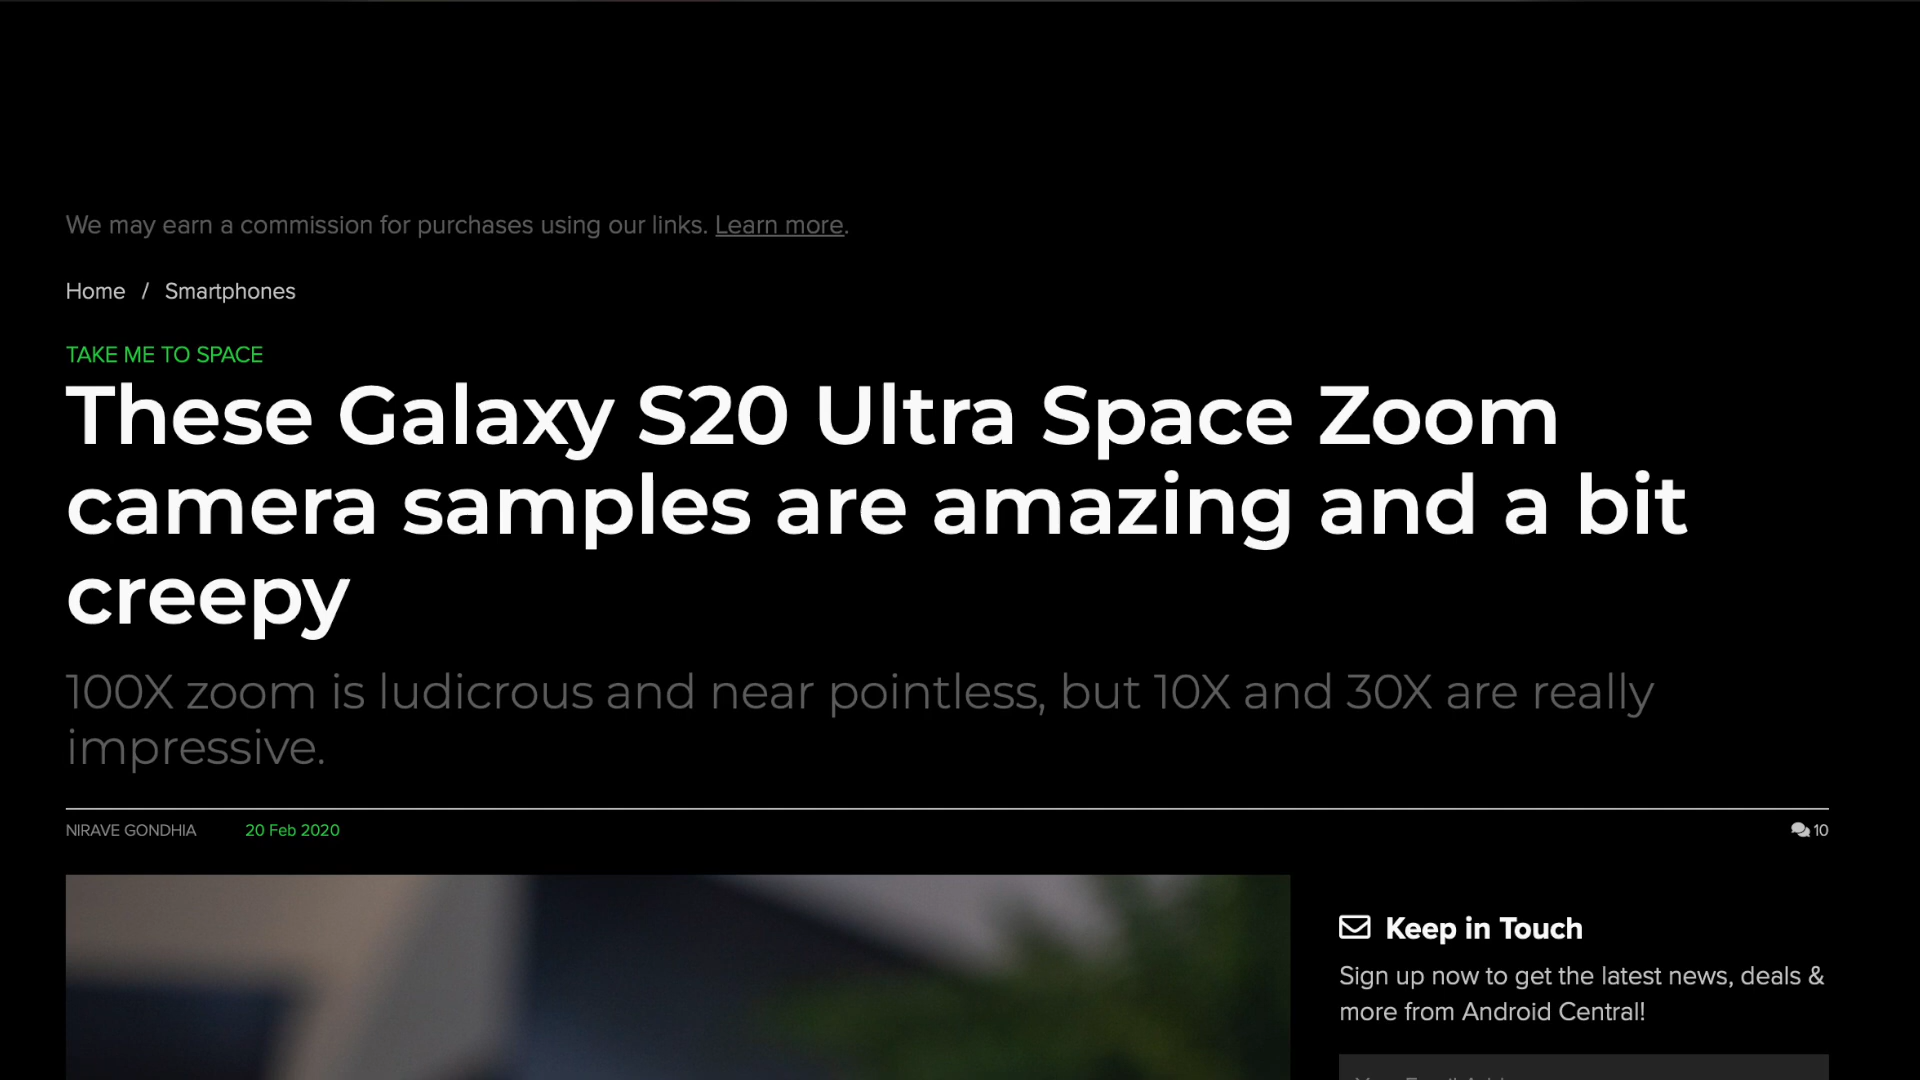 We may earn a commission for purchases using our links. Learn more.
Home / Smartphones
TAKE ME TO SPACE
These Galaxy S20 Ultra Space Zoom
camera samples are amazing and a bit
creepy
100X zoom is ludicrous and near pointless, but 10X and 30X are really
impressive.
NIRAVE GONDHIA 20 Feb 2020 10
Keep in Touch
Sign up now to get the latest news, deals &
more from Android Central!